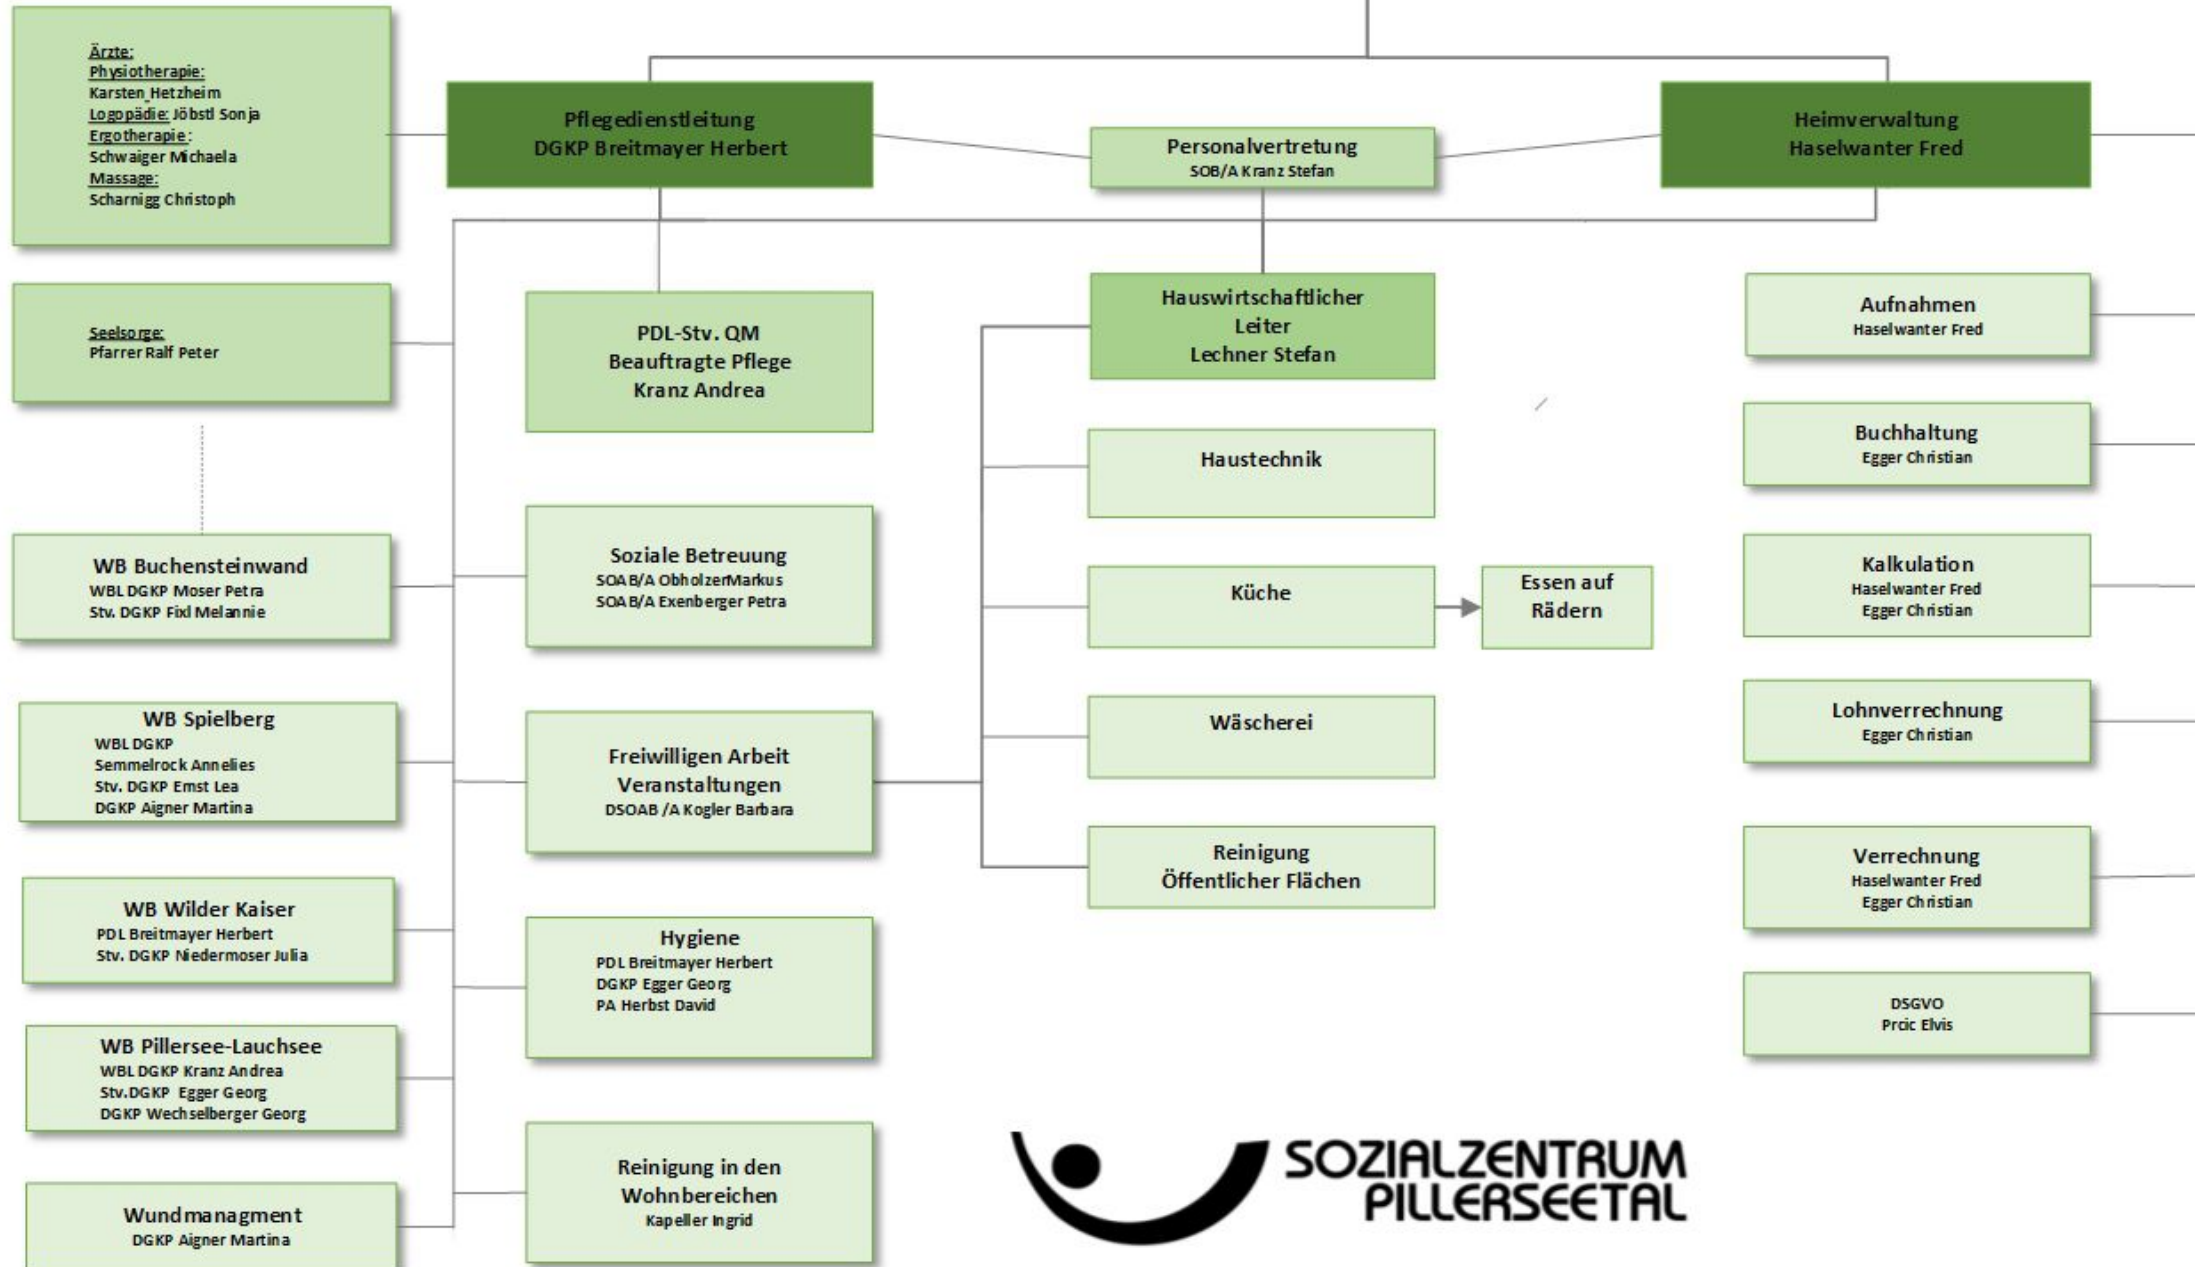 Ärzte:
Physiotherapie:
Karsten_Hetzheim
Logopädie: Jöbstl Sonja
Ergotherapie:
Schwaiger Michaela
Massage:
Scharnigg Christoph
Pflegedienstleitung
DGKP Breitmayer Herbert
Personalvertretung
SOB/A Kranz Stefan
Heimverwaltung
Haselwanter Fred
Seelsorge:
Pfarrer Ralf Peter
PDL-Stv. QM
Beauftragte Pflege
Kranz Andrea
Hauswirtschaftlicher
Leiter
Lechner Stefan
Aufnahmen
Haselwanter Fred
Haustechnik
Buchhaltung
Egger Christian
WB Buchensteinwand
WBL DGKP Moser Petra
Stv. DGKP Fixl Melannie
Soziale Betreuung
SOAB/A ObholzerMarkus
SOAB/A Exenberger Petra
Küche
Essen auf
Rädern
Kalkulation
Haselwanter Fred
Egger Christian
WB Spielberg
WBL DGKP
Semmelrock Annelies
Stv. DGKP Ernst Lea
DGKP Aigner Martina
Freiwilligen Arbeit
Veranstaltungen
DSOAB /A Kogler Barbara
Wäscherei
Lohnverrechnung
Egger Christian
Reinigung
Öffentlicher Flächen
Verrechnung
Haselwanter Fred
Egger Christian
WB Wilder Kaiser
PDL Breitmayer Herbert
Stv. DGKP Niedermoser Julia
Hygiene
PDL Breitmayer Herbert
DGKP Egger Georg
PA Herbst David
DSGVO
Prcic Elvis
WB Pillersee-Lauchsee
WBL DGKP Kranz Andrea
Stv.DGKP Egger Georg
DGKP Wechselberger Georg
Reinigung in den
Wohnbereichen
Kapeller Ingrid
Wundmanagment
DGKP Aigner Martina
SOZIALZENTRUM
PILLERSEETAL